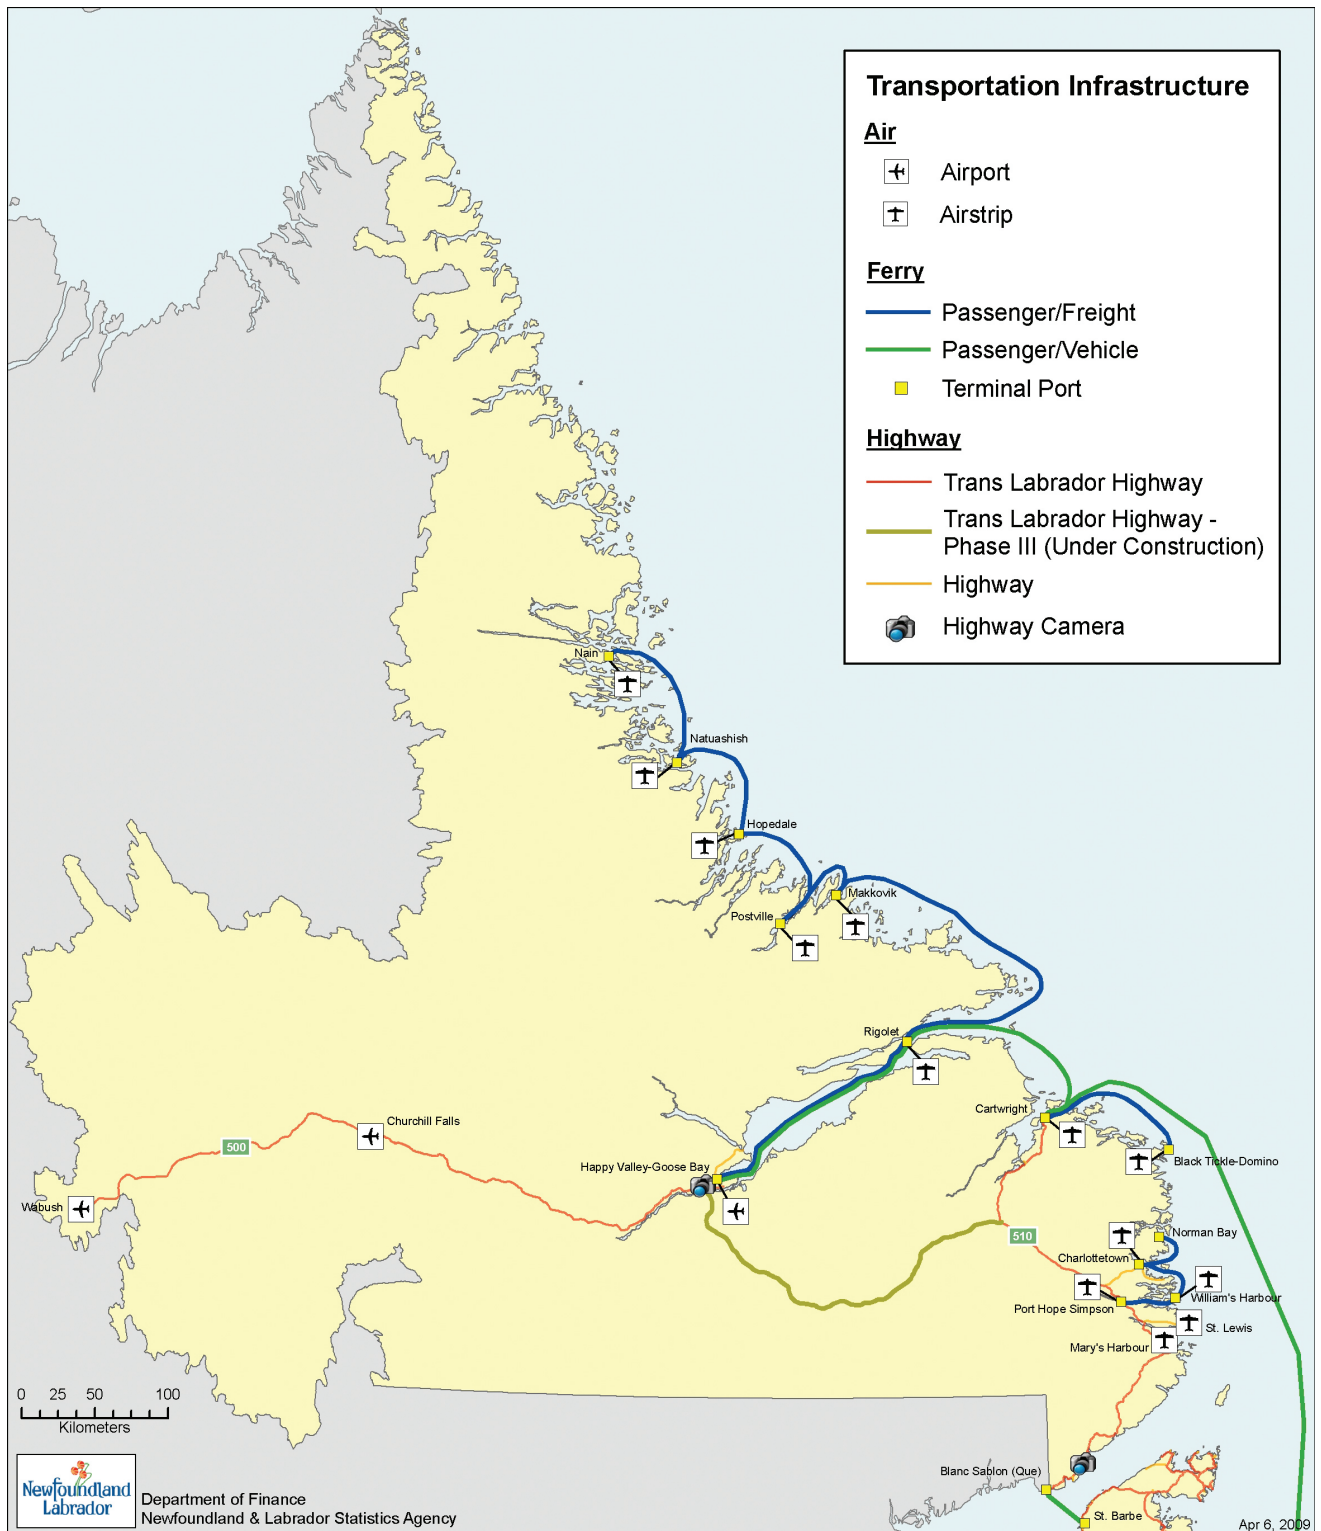 Transportation Infrastructure
Air
Airport
Airstrip
Ferry
Passenger/Freight
Passenger/Vehicle
Terminal Port
Highway
Trans Labrador Highway
Trans Labrador Highway -
Phase III (Under Construction)
Highway
Highway Camera
Nain
Natuashish
Hopedale
Makkovik
Postville
Rigolet
Cartwright
Churchill Falls
500
Happy Valley-Goose Bay
Black Tickle-Domino
Wabush
Norman Bay
510
Charlottetown
William's Harbour
Port Hope Simpson
St. Lewis
Mary's Harbour
0 25 50 100
Kilometers
Blanc Sablon (Que)
St. Barbe
Newfoundland
Labrador
Department of Finance
Newfoundland & Labrador Statistics Agency
Apr 6, 2009